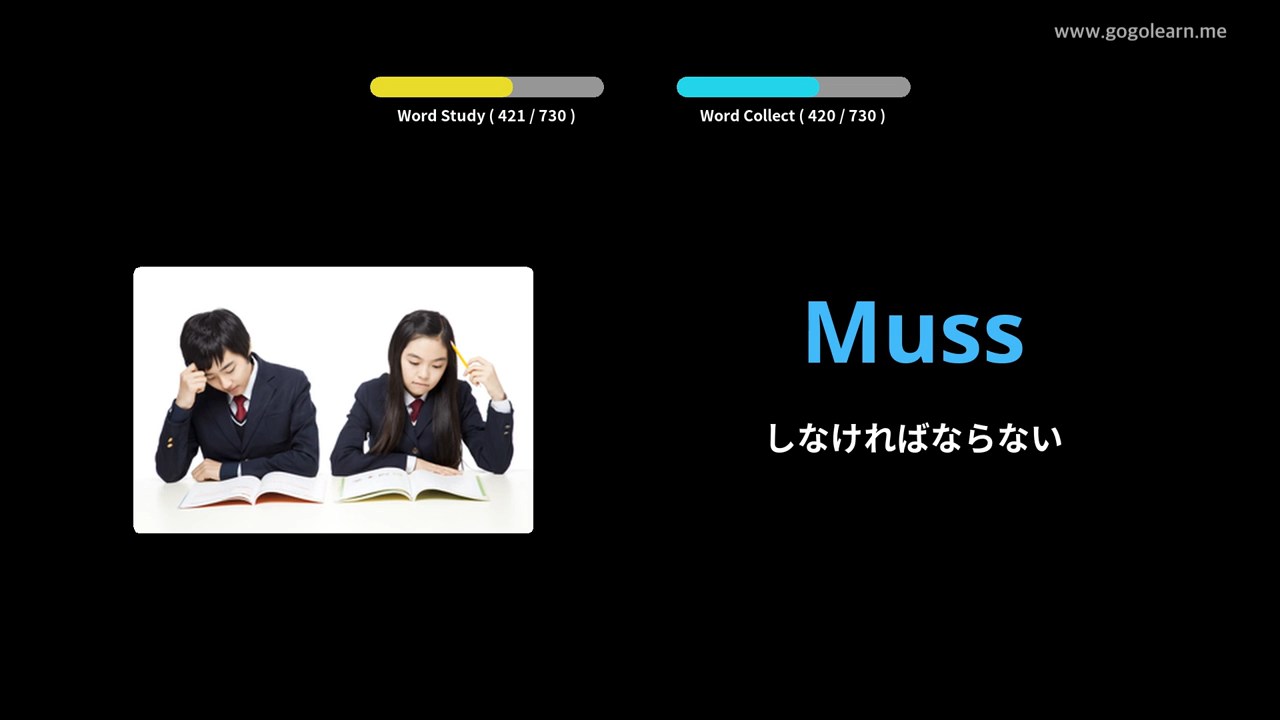 www.gogolearn.me
Word Study ( 421 / 730 )
Word Collect ( 420 / 730 )
Muss
しなければならない